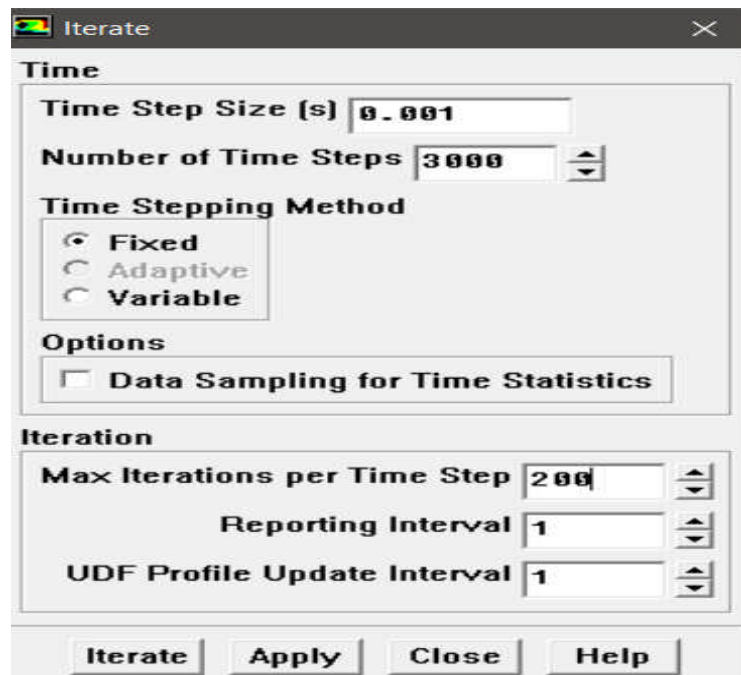 Iterate
Time
Time Step Size (s) 0.001
Number of Time Steps 3000
Time Stepping Method
Fixed
Adaptive
Variable
Options
Data Sampling for Time Statistics
Iteration
Max Iterations per Time Step 200
Reporting Interval 1
UDF Profile Update Interval 1
Iterate Apply Close Help